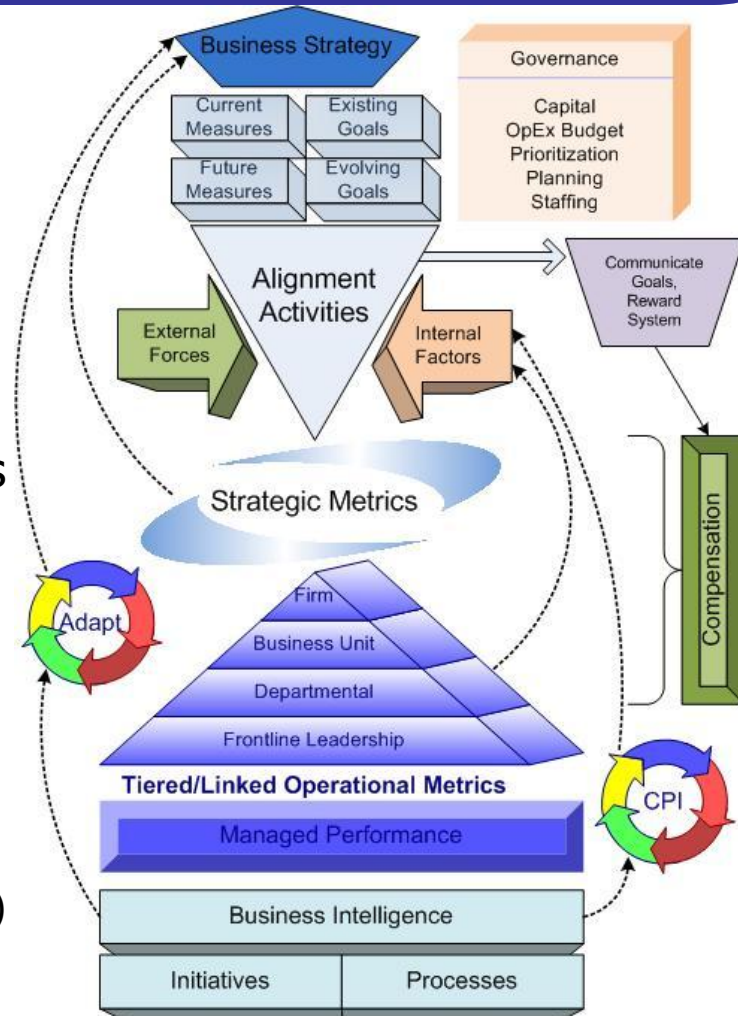 Business Strategy
Governance
Capital
OpEx Budget
Prioritization
Planning
Staffing
Current
Measures
Existing
Goals
Future
Measures
Evolving
Goals
Alignment
Activities
Communicate
Goals,
Reward
System
External
Forces
Internal
Factors
s
Strategic Metrics
Compensation
Adapt
Firm
Business Unit
Departmental
Frontline Leadership
Tiered/Linked Operational Metrics
CPI
Managed Performance
)
Business Intelligence
Initiatives
Processes